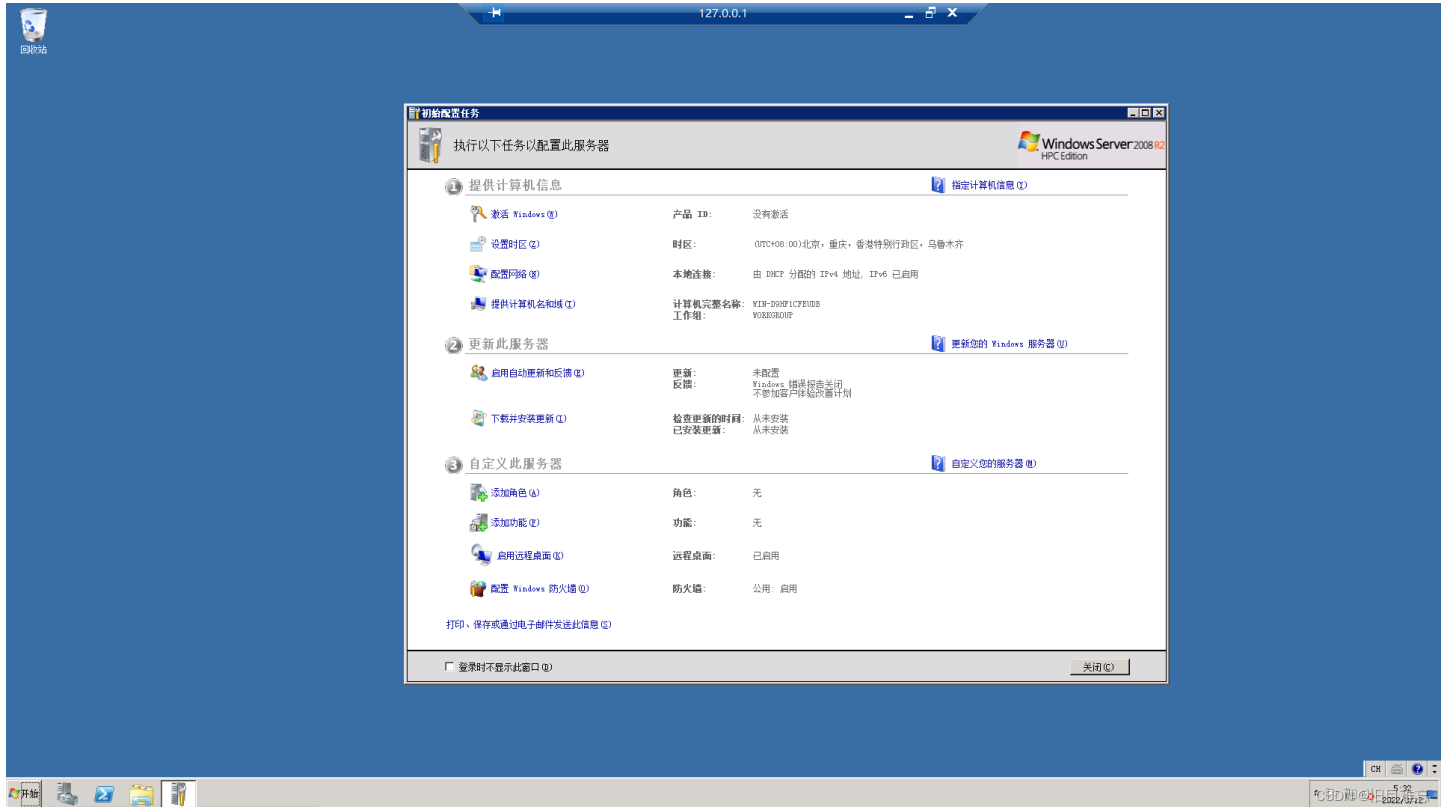 127.0.0.1
回收站
初始配置任务
执行以下任务以配置此服务器
Windows Server 2008 R2
HPC Edition
1 提供计算机信息
指定计算机信息(X)
激活 Windows(W)
产品 ID: 没有激活
设置时区(Z)
时区: (UTC+08:00)北京，重庆，香港特别行政区，乌鲁木齐
配置网络(N)
本地连接: 由 DHCP 分配的 IPv4 地址, IPv6 已启用
提供计算机名和域(T)
计算机完整名称: WIN-D9HF1CFEUDB
工作组: WORKGROUP
2 更新此服务器
更新您的 Windows 服务器(U)
启用自动更新和反馈(E)
更新: 未配置
反馈: Windows 错误报告关闭
不参加客户体验改善计划
下载并安装更新(I)
检查更新的时间: 从未安装
已安装更新: 从未安装
3 自定义此服务器
自定义您的服务器(M)
添加角色(A)
角色: 无
添加功能(F)
功能: 无
启用远程桌面(K)
远程桌面: 已启用
配置 Windows 防火墙(O)
防火墙: 公用: 启用
打印、保存或通过电子邮件发送此信息(S)
登录时不显示此窗口(D)
关闭(C)
CH
开始
5:32
2022/3/12